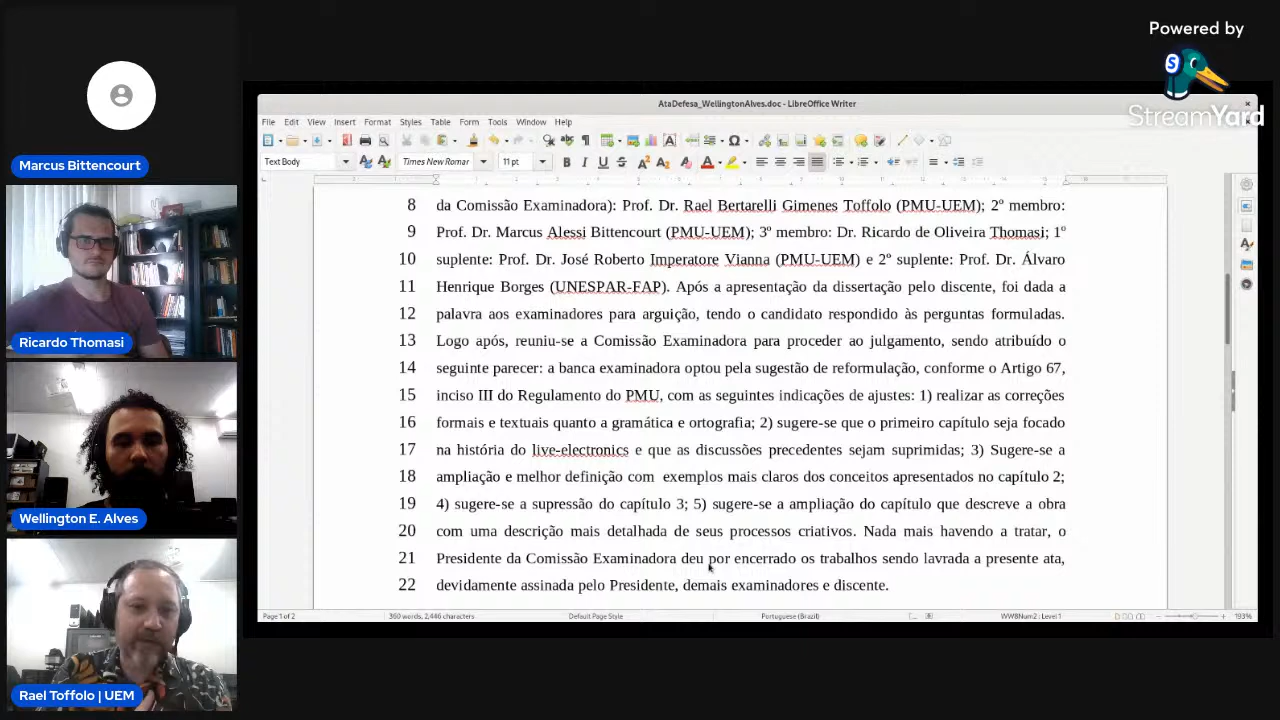 Powered by
StreamYard
Marcus Bittencourt
Ricardo Thomasi
Wellington E. Alves
Rael Toffolo | UEM
AtaDefesa_WellingtonAlves.doc - LibreOffice Writer
File Edit View Insert Format Styles Table Form Tools Window Help
Text Body Times New Roman 11 pt
8 da Comissão Examinadora): Prof. Dr. Rael Bertarelli Gimenes Toffolo (PMU-UEM); 2º membro:
9 Prof. Dr. Marcus Alessi Bittencourt (PMU-UEM); 3º membro: Dr. Ricardo de Oliveira Thomasi; 1º
10 suplente: Prof. Dr. José Roberto Imperatore Vianna (PMU-UEM) e 2º suplente: Prof. Dr. Álvaro
11 Henrique Borges (UNESPAR-FAP). Após a apresentação da dissertação pelo discente, foi dada a
12 palavra aos examinadores para arguição, tendo o candidato respondido às perguntas formuladas.
13 Logo após, reuniu-se a Comissão Examinadora para proceder ao julgamento, sendo atribuído o
14 seguinte parecer: a banca examinadora optou pela sugestão de reformulação, conforme o Artigo 67,
15 inciso III do Regulamento do PMU, com as seguintes indicações de ajustes: 1) realizar as correções
16 formais e textuais quanto a gramática e ortografia; 2) sugere-se que o primeiro capítulo seja focado
17 na história do live-electronics e que as discussões precedentes sejam suprimidas; 3) Sugere-se a
18 ampliação e melhor definição com exemplos mais claros dos conceitos apresentados no capítulo 2;
19 4) sugere-se a supressão do capítulo 3; 5) sugere-se a ampliação do capítulo que descreve a obra
20 com uma descrição mais detalhada de seus processos criativos. Nada mais havendo a tratar, o
21 Presidente da Comissão Examinadora deu por encerrado os trabalhos sendo lavrada a presente ata,
22 devidamente assinada pelo Presidente, demais examinadores e discente.
Page 1 of 2 360 words, 2,446 characters Default Page Style Portuguese (Brazil) WW8Num2 : Level 1 193%